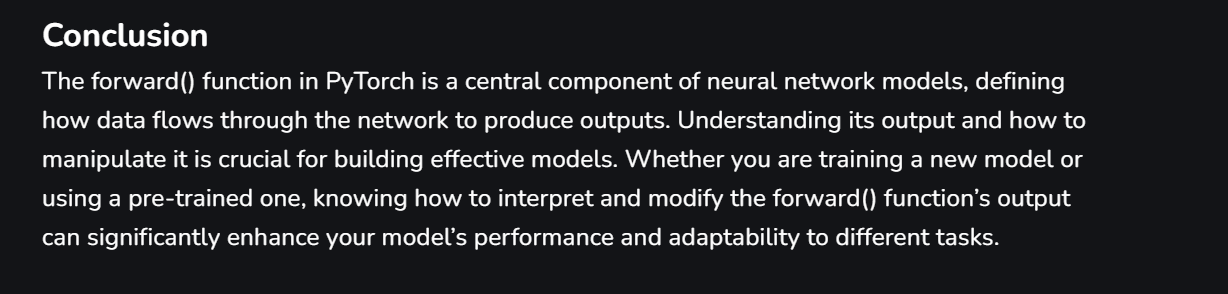 Conclusion
The forward() function in PyTorch is a central component of neural network models, defining
how data flows through the network to produce outputs. Understanding its output and how to
manipulate it is crucial for building effective models. Whether you are training a new model or
using a pre-trained one, knowing how to interpret and modify the forward() function’s output
can significantly enhance your model’s performance and adaptability to different tasks.